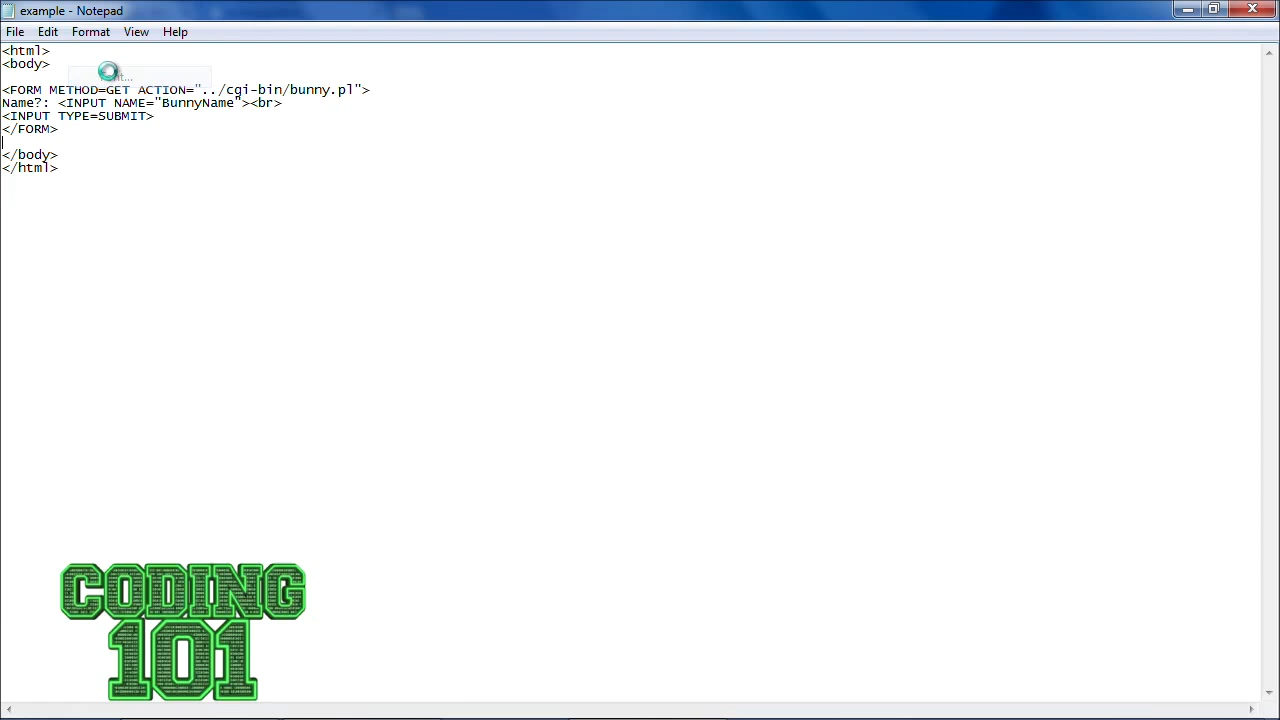 example - Notepad
File Edit Format View Help
<html>
<body>
Font...
<FORM METHOD=GET ACTION="../cgi-bin/bunny.pl">
Name?: <INPUT NAME="BunnyName"><br>
<INPUT TYPE=SUBMIT>
</FORM>
</body>
</html>
CODING
101